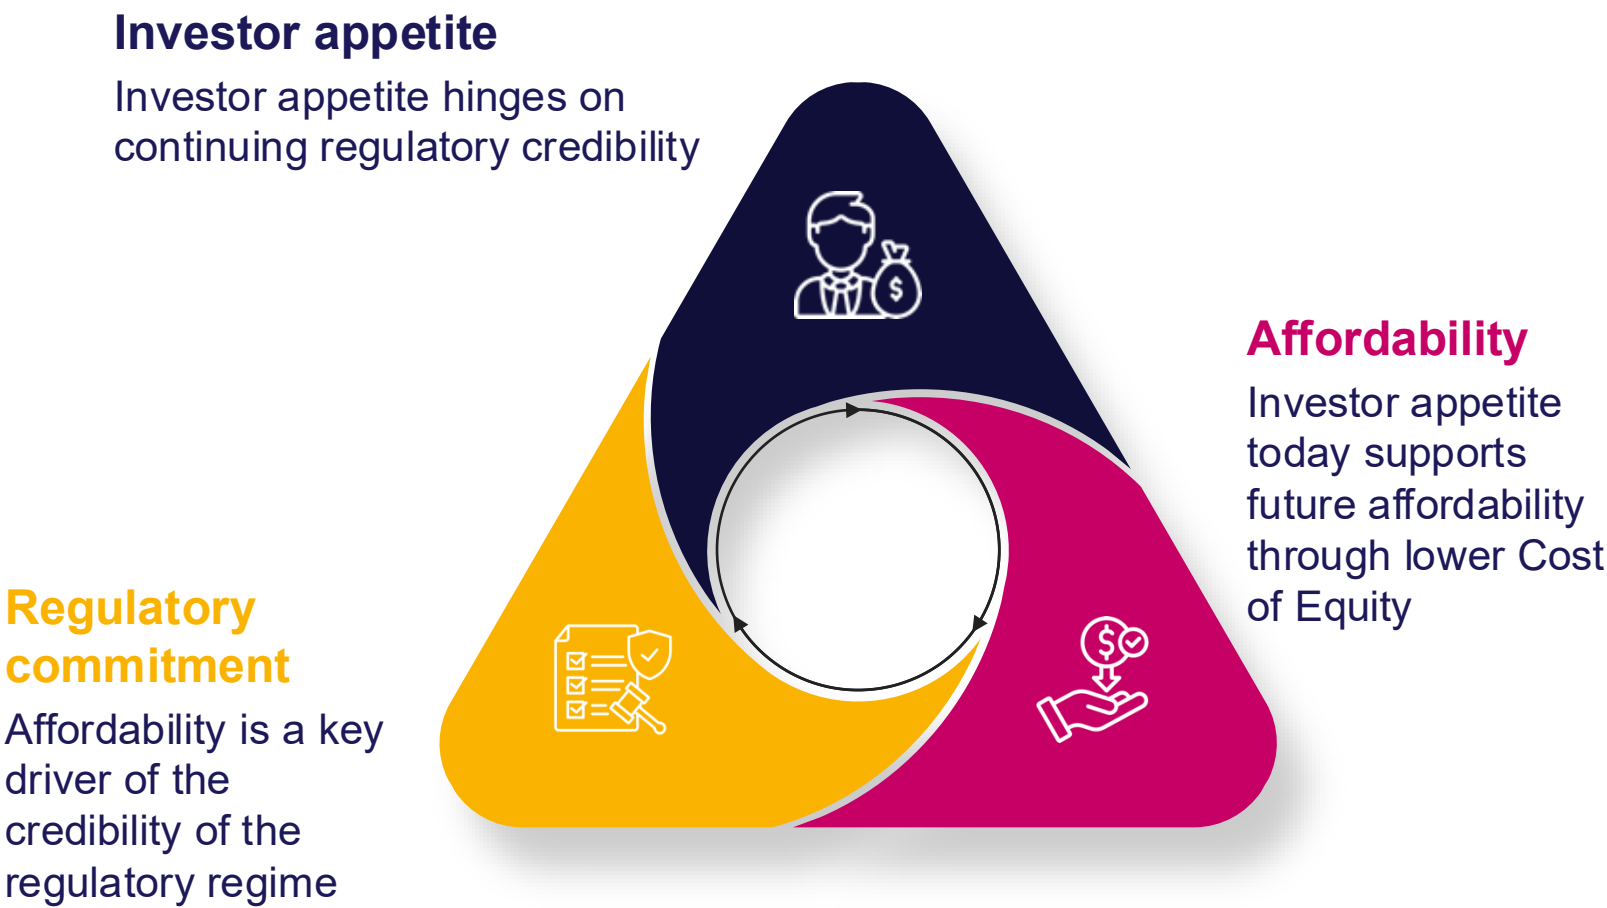 Investor appetite
Investor appetite hinges on
continuing regulatory credibility
$
Affordability
Investor appetite
today supports
future affordability
through lower Cost
of Equity
$
Regulatory
commitment
Affordability is a key
driver of the
credibility of the
regulatory regime